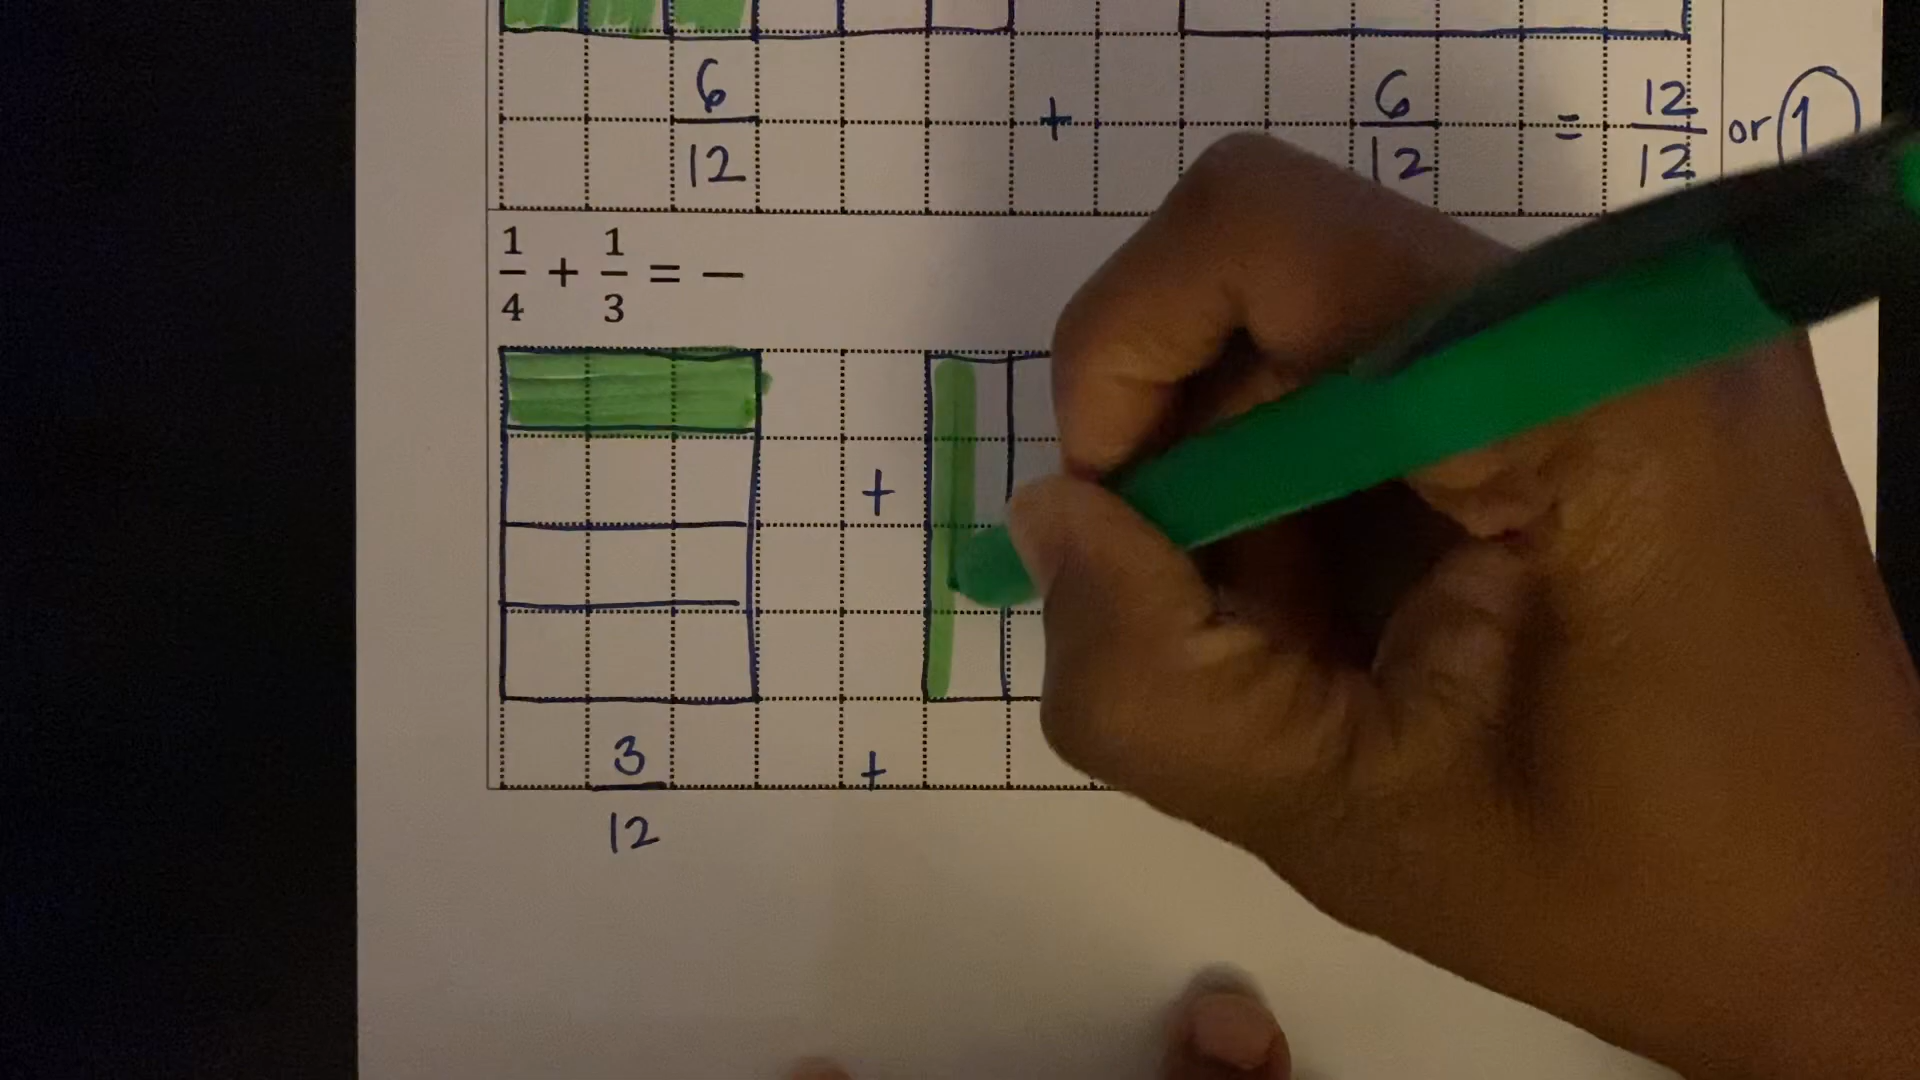 6/12 + 6/12 = 12/12 or 1
1/4 + 1/3 = —
+
3/12 +